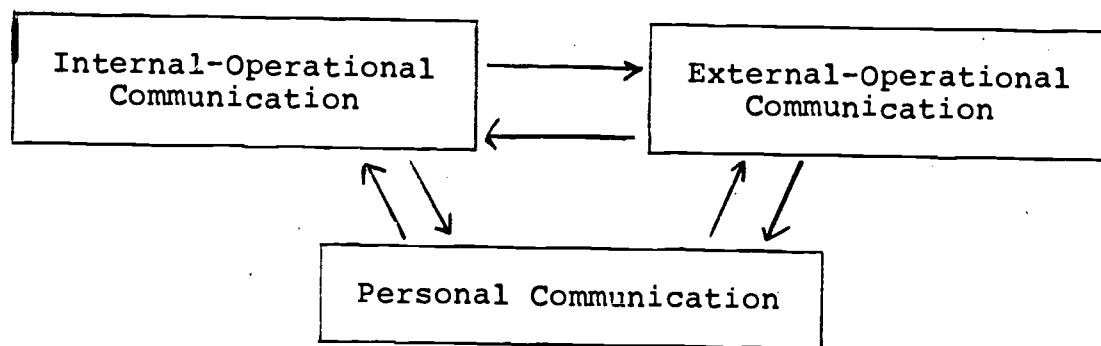 Internal-Operational
Communication
External-Operational
Communication
Personal Communication